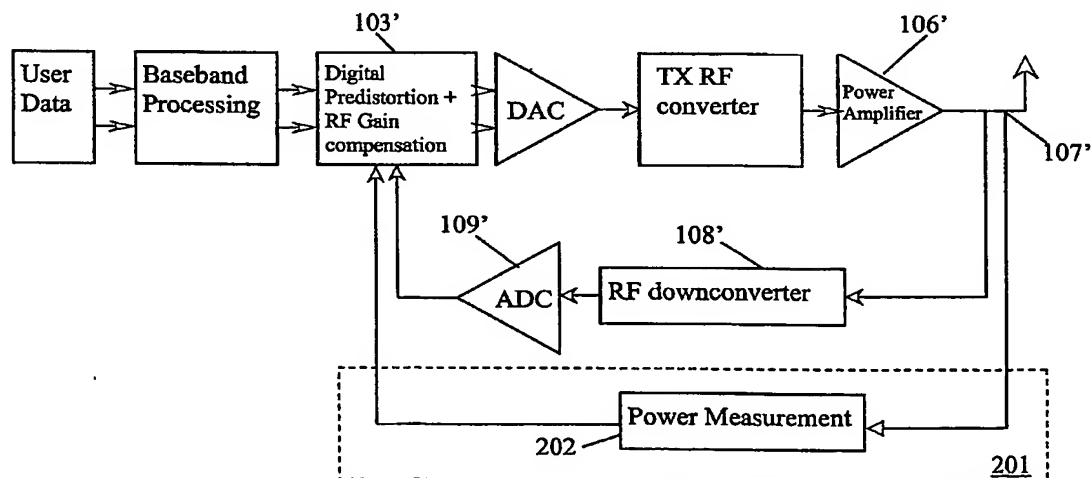 103'
106'
User
Data
Baseband
Processing
Digital
Predistortion +
RF Gain
compensation
DAC
TX RF
converter
Power
Amplifier
107'
109'
108'
ADC
RF downconverter
Power Measurement
202
201